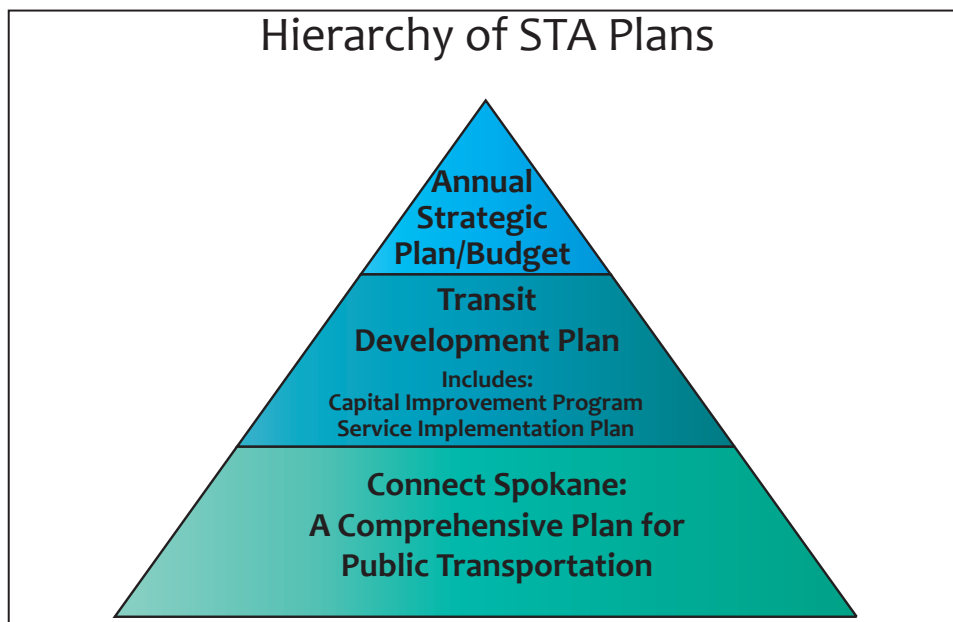 Hierarchy of STA Plans
Annual
Strategic
Plan/Budget
Transit
Development Plan
Includes:
Capital Improvement Program
Service Implementation Plan
Connect Spokane:
A Comprehensive Plan for
Public Transportation